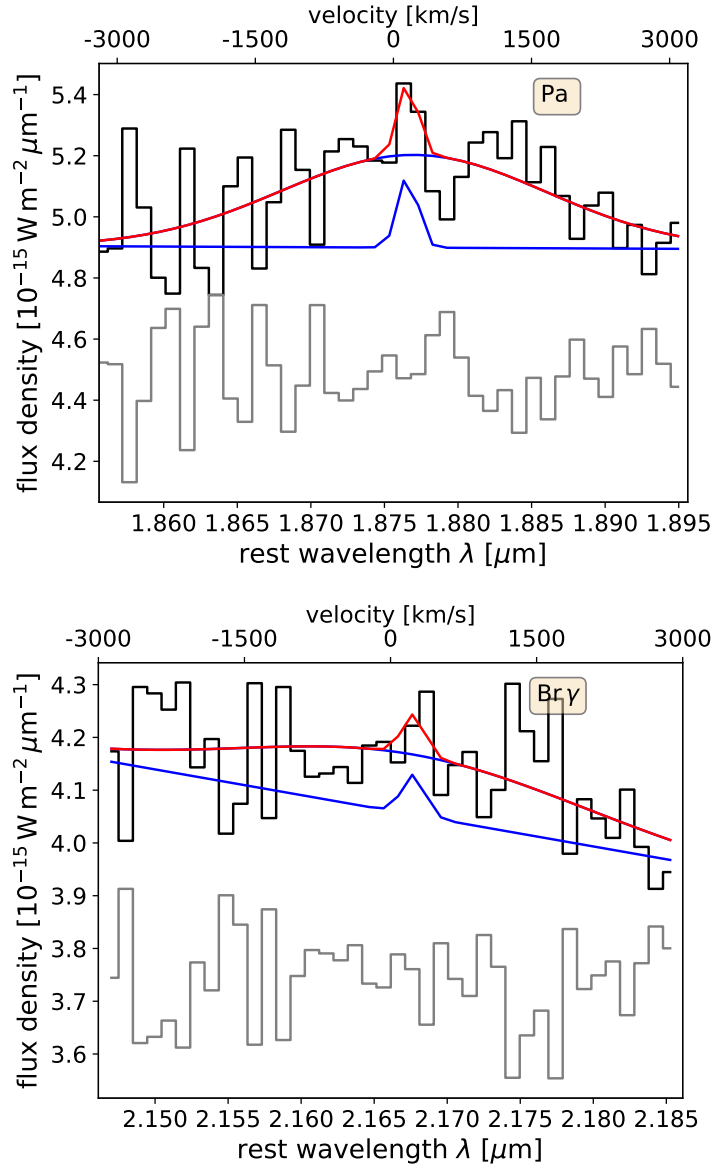 velocity [km/s]
-3000 -1500 0 1500 3000
Pa
flux density [10⁻¹⁵ W m⁻² μm⁻¹]
5.4
5.2
5.0
4.8
4.6
4.4
4.2
1.860 1.865 1.870 1.875 1.880 1.885 1.890 1.895
rest wavelength λ [μm]
velocity [km/s]
-3000 -1500 0 1500 3000
Br γ
flux density [10⁻¹⁵ W m⁻² μm⁻¹]
4.3
4.2
4.1
4.0
3.9
3.8
3.7
3.6
2.150 2.155 2.160 2.165 2.170 2.175 2.180 2.185
rest wavelength λ [μm]